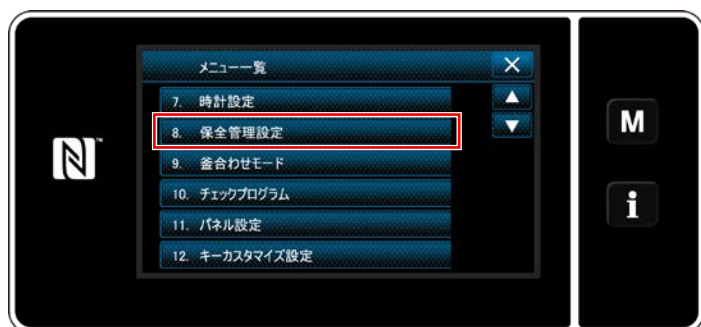 メニュー一覧
7. 時計設定
8. 保全管理設定
9. 釜合わせモード
10. チェックプログラム
11. パネル設定
12. キーカスタマイズ設定
M
i
N
TM